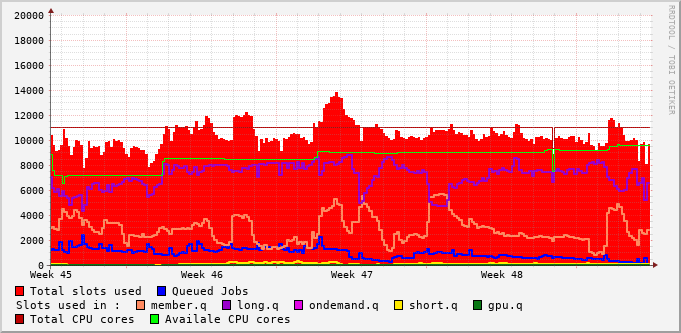 20000
18000
16000
14000
12000
10000
8000
6000
4000
2000
0
Week 45 Week 46 Week 47 Week 48
Total slots used Queued Jobs
Slots used in : member.q long.q ondemand.q short.q gpu.q
Total CPU cores Availale CPU cores
RRDTOOL / TOBI OETIKER